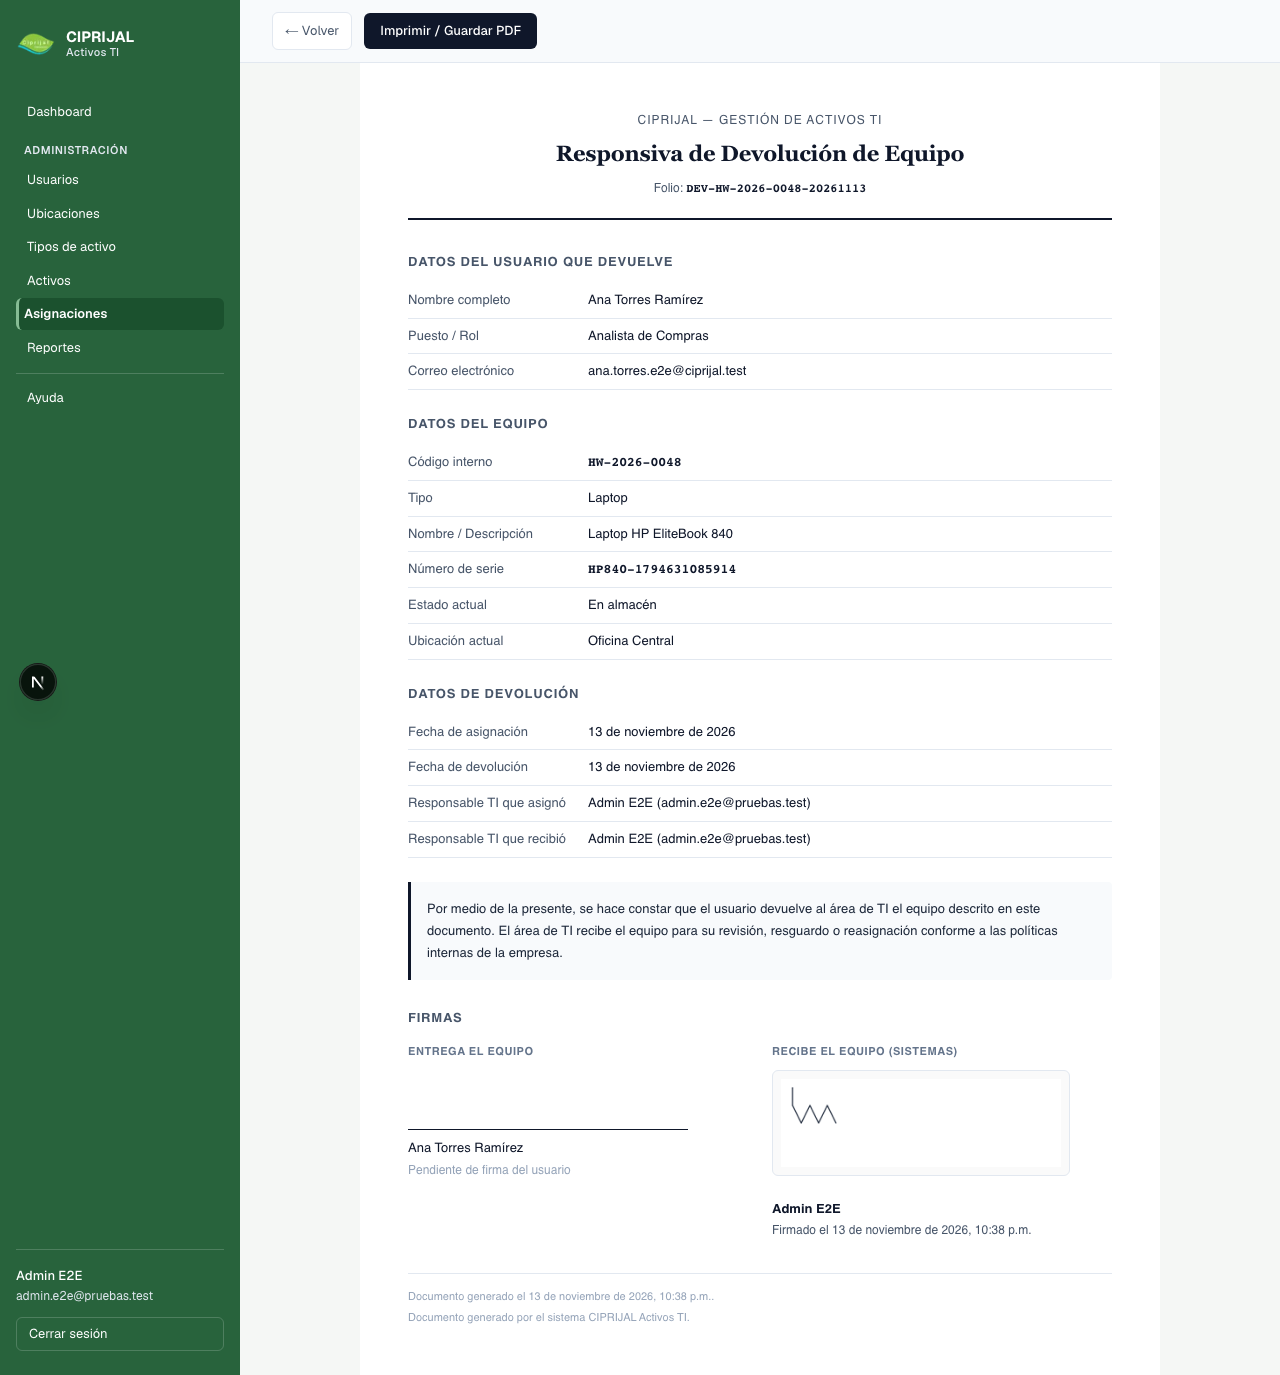 CIPRIJAL
Activos TI
Dashboard
ADMINISTRACIÓN
Usuarios
Ubicaciones
Tipos de activo
Activos
Asignaciones
Reportes
Ayuda
N
Admin E2E
admin.e2e@pruebas.test
Cerrar sesión
← Volver
Imprimir / Guardar PDF
CIPRIJAL — GESTIÓN DE ACTIVOS TI
Responsiva de Devolución de Equipo
Folio: DEV-HW-2026-0048-20261113
DATOS DEL USUARIO QUE DEVUELVE
Nombre completo Ana Torres Ramírez
Puesto / Rol Analista de Compras
Correo electrónico ana.torres.e2e@ciprijal.test
DATOS DEL EQUIPO
Código interno HW-2026-0048
Tipo Laptop
Nombre / Descripción Laptop HP EliteBook 840
Número de serie HP840-1794631085914
Estado actual En almacén
Ubicación actual Oficina Central
DATOS DE DEVOLUCIÓN
Fecha de asignación 13 de noviembre de 2026
Fecha de devolución 13 de noviembre de 2026
Responsable TI que asignó Admin E2E (admin.e2e@pruebas.test)
Responsable TI que recibió Admin E2E (admin.e2e@pruebas.test)
Por medio de la presente, se hace constar que el usuario devuelve al área de TI el equipo descrito en este
documento. El área de TI recibe el equipo para su revisión, resguardo o reasignación conforme a las políticas
internas de la empresa.
FIRMAS
ENTREGA EL EQUIPO
Ana Torres Ramírez
Pendiente de firma del usuario
RECIBE EL EQUIPO (SISTEMAS)
Admin E2E
Firmado el 13 de noviembre de 2026, 10:38 p.m.
Documento generado el 13 de noviembre de 2026, 10:38 p.m..
Documento generado por el sistema CIPRIJAL Activos TI.